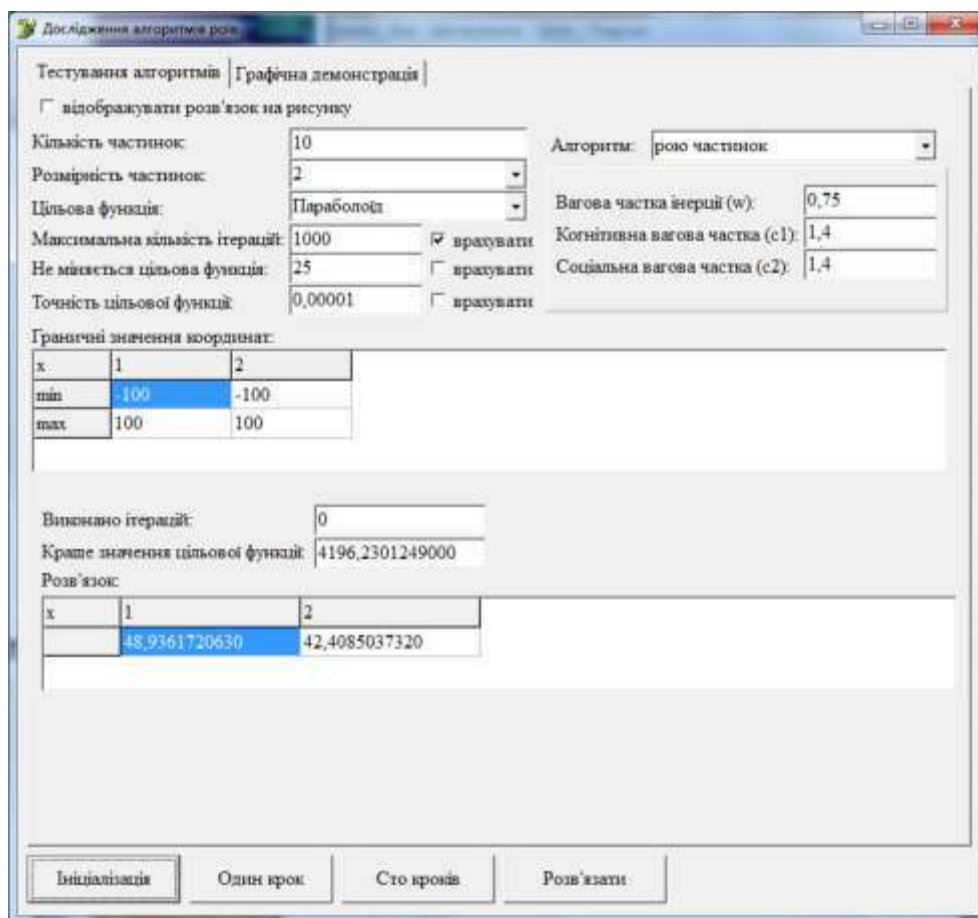 Дослідження алгоритмів роїв
Тестування алгоритмів Графічна демонстрація
відображувати розв'язок на рисунку
Кількість частинок: 10 Алгоритм: рою частинок
Розмірність частинок: 2
Цільова функція: Параболоїд Вагова частка інерції (w): 0,75
Максимальна кількість ітерацій: 1000 врахувати Когнітивна вагова частка (c1): 1,4
Не міняється цільова функція: 25 врахувати Соціальна вагова частка (c2): 1,4
Точність цільової функції: 0,00001 врахувати
Граничні значення координат:
x 1 2
min -100 -100
max 100 100
Виконано ітерацій: 0
Краще значення цільової функції: 4196,2301249000
Розв'язок:
x 1 2
48,9361720630 42,4085037320
Ініціалізація Один крок Сто кроків Розв'язати